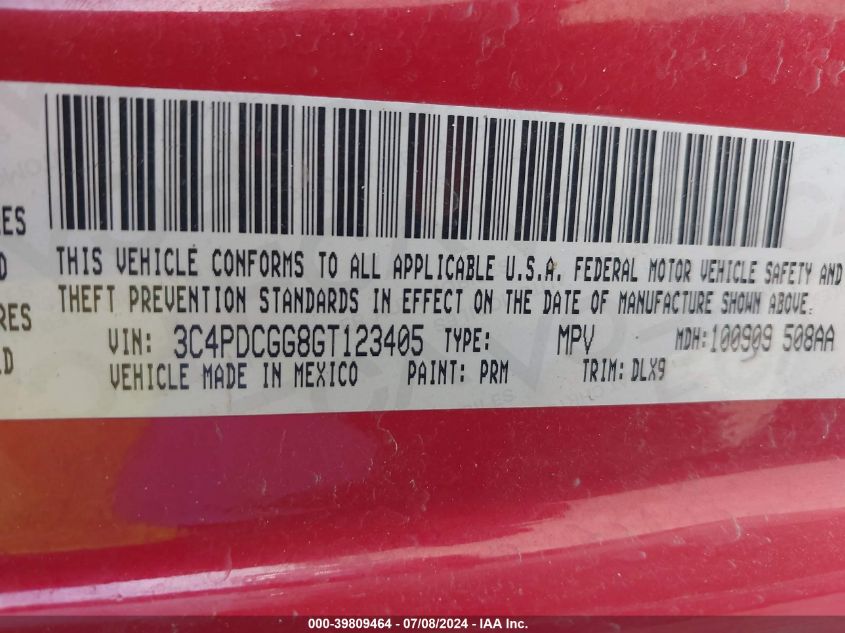 ES
THIS VEHICLE CONFORMS TO ALL APPLICABLE U.S.A. FEDERAL MOTOR VEHICLE SAFETY AND
D
THEFT PREVENTION STANDARDS IN EFFECT ON THE DATE OF MANUFACTURE SHOWN ABOVE.
RES
VIN: 3C4PDCGG8GT123405 TYPE: MPV MDH: 100909 508AA
D
VEHICLE MADE IN MEXICO PAINT: PRM TRIM: DLX9
000-39809464 - 07/08/2024 - IAA Inc.